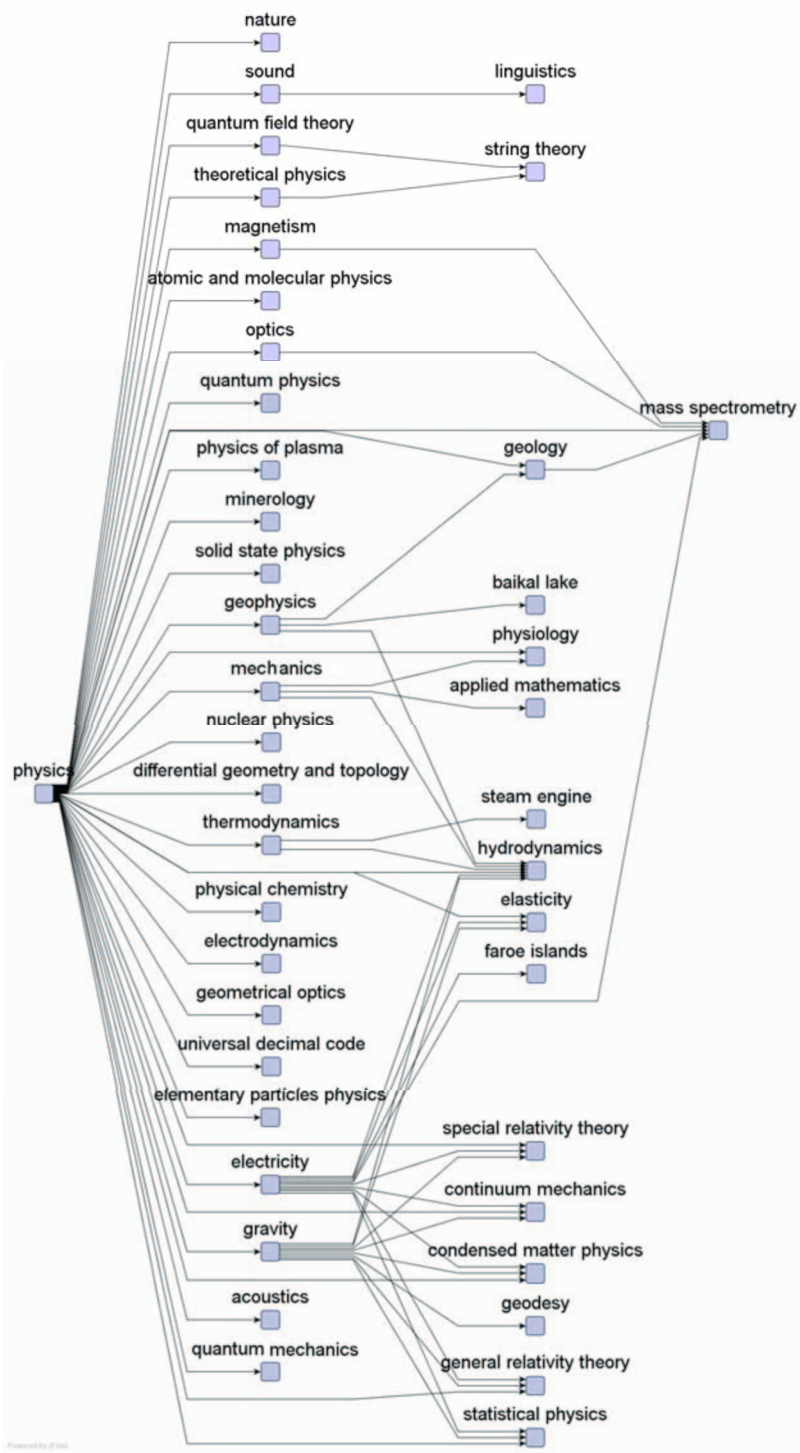 nature
sound
linguistics
quantum field theory
string theory
theoretical physics
magnetism
atomic and molecular physics
optics
quantum physics
mass spectrometry
physics of plasma
geology
minerology
solid state physics
baikal lake
geophysics
physiology
mechanics
applied mathematics
nuclear physics
physics
differential geometry and topology
steam engine
thermodynamics
hydrodynamics
physical chemistry
elasticity
electrodynamics
faroe islands
geometrical optics
universal decimal code
elementary particles physics
special relativity theory
electricity
continuum mechanics
gravity
condensed matter physics
acoustics
geodesy
quantum mechanics
general relativity theory
statistical physics
Powered by